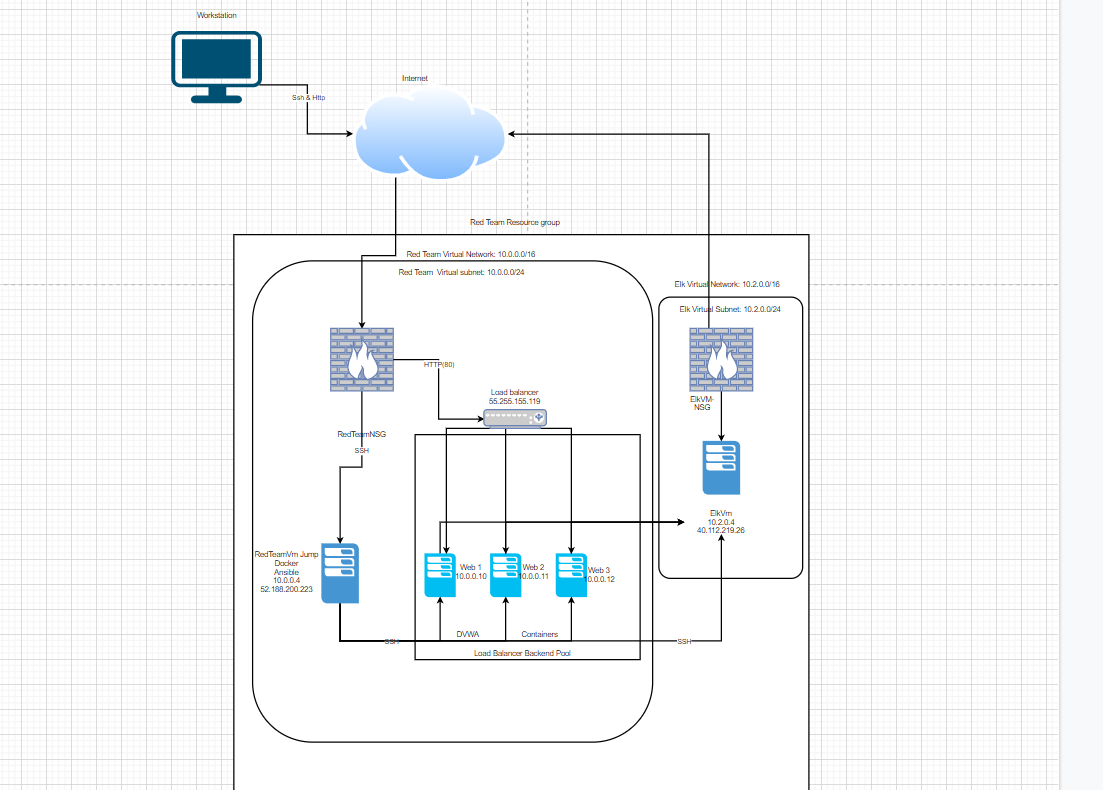 Workstation
Internet
Ssh & Http
Red Team Resource group
Red Team Virtual Network: 10.0.0.0/16
Red Team Virtual subnet: 10.0.0.0/24
Elk Virtual Network: 10.2.0.0/16
Elk Virtual Subnet: 10.2.0.0/24
HTTP(80)
Load balancer
55.255.155.119
ElkVM-
NSG
RedTeamNSG
SSH
ElkVm
10.2.0.4
40.112.219.26
RedTeamVm Jump
Docker
Ansible
10.0.0.4
52.188.200.223
Web 1
10.0.0.10
Web 2
10.0.0.11
Web 3
10.0.0.12
DVWA
Containers
SSH
SSH
Load Balancer Backend Pool